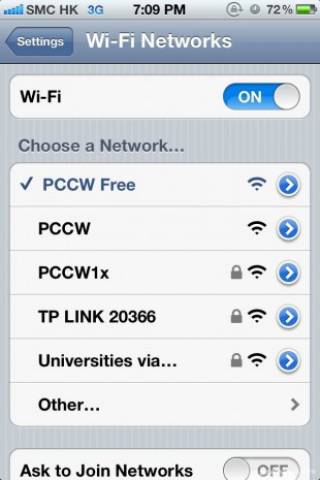 SMC HK 3G 7:09 PM 72%
Settings Wi-Fi Networks
Wi-Fi ON
Choose a Network...
PCCW Free
PCCW
PCCW1x
TP LINK 20366
Universities via...
Other...
Ask to Join Networks OFF